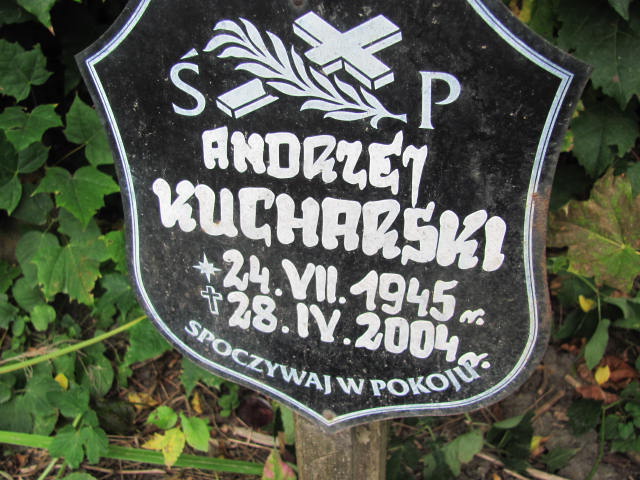 Ś P
ANDRZEJ
KUCHARSKI
24.VII.1945 r.
28.IV.2004 r.
SPOCZYWAJ W POKOJU